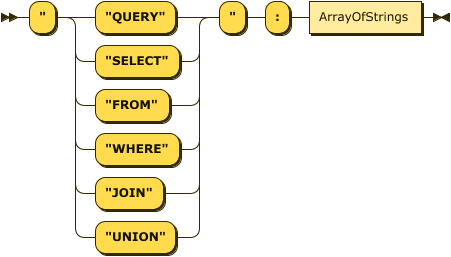 " "QUERY" " : ArrayOfStrings
"SELECT"
"FROM"
"WHERE"
"JOIN"
"UNION"